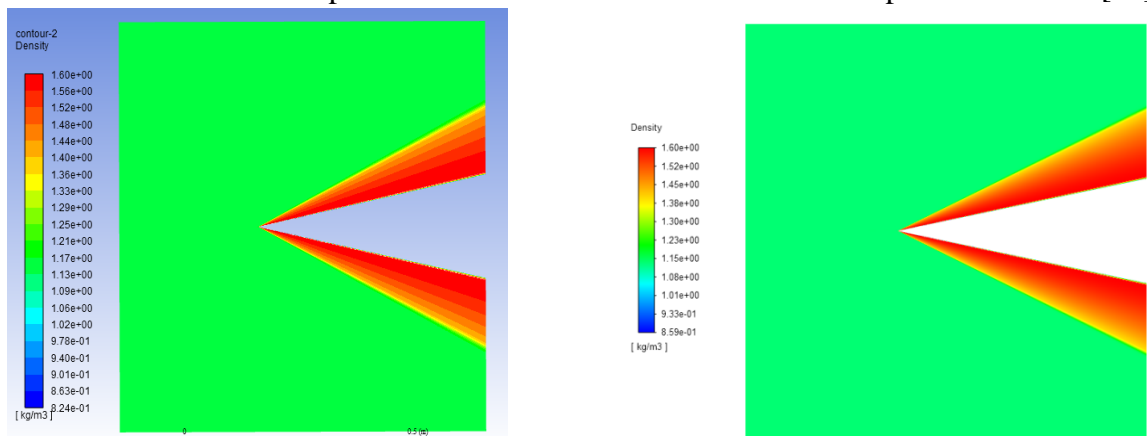 contour-2
Density
1.60e+00
1.56e+00
1.52e+00
1.48e+00
1.44e+00
1.40e+00
1.36e+00
1.33e+00
1.29e+00
1.25e+00
1.21e+00
1.17e+00
1.13e+00
1.09e+00
1.06e+00
1.02e+00
9.78e-01
9.40e-01
9.01e-01
8.63e-01
8.24e-01
[ kg/m3 ]
0
0.5 (m)
Density
1.60e+00
1.52e+00
1.45e+00
1.38e+00
1.30e+00
1.23e+00
1.15e+00
1.08e+00
1.01e+00
9.33e-01
8.59e-01
[ kg/m3 ]